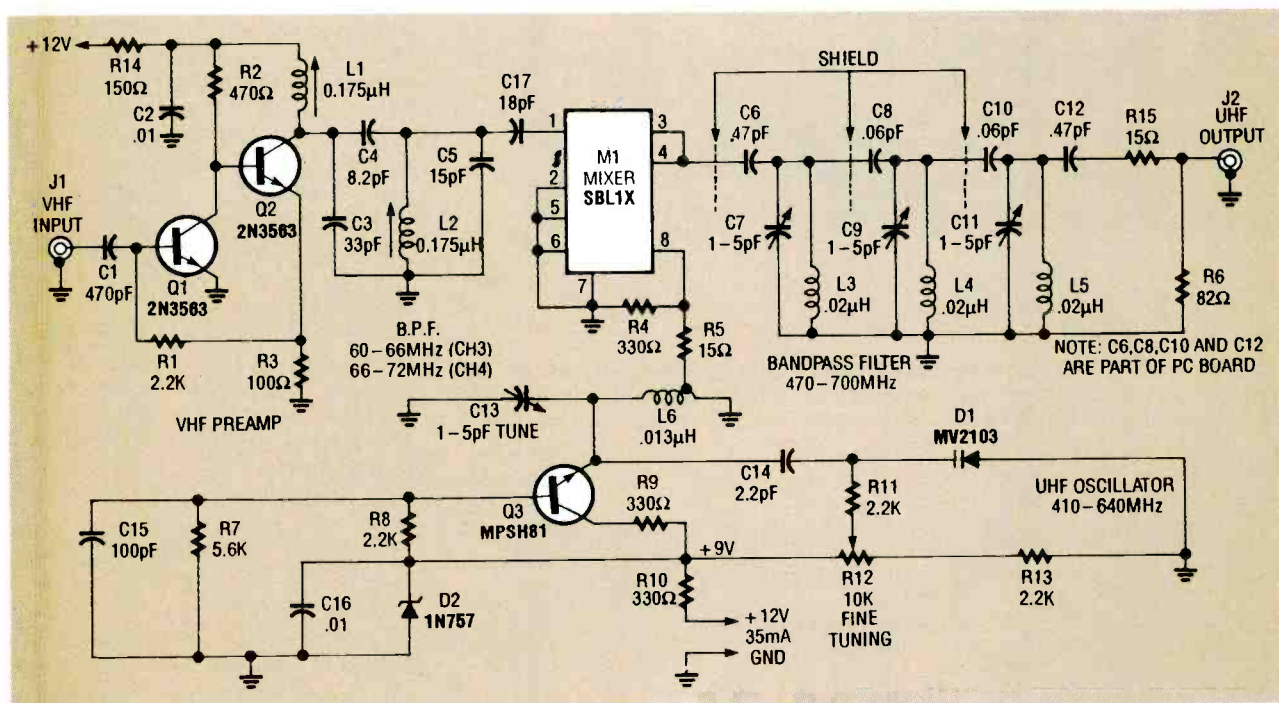 +12V
R14
150Ω
C2
.01
R2
470Ω
L1
0.175µH
Q2
2N3563
J1
VHF
INPUT
C1
470pF
Q1
2N3563
R1
2.2K
R3
100Ω
VHF PREAMP
C4
8.2pF
C3
33pF
L2
0.175µH
C5
15pF
C17
18pF
B.P.F.
60–66MHz (CH3)
66–72MHz (CH4)
1
2
5
6
7
3
4
8
M1
MIXER
SBL1X
R4
330Ω
R5
15Ω
SHIELD
C6
.47pF
C8
.06pF
C10
.06pF
C12
.47pF
R15
15Ω
J2
UHF
OUTPUT
C7
1–5pF
C9
1–5pF
C11
1–5pF
L3
.02µH
L4
.02µH
L5
.02µH
R6
82Ω
BANDPASS FILTER
470–700MHz
NOTE: C6,C8,C10 AND C12
ARE PART OF PC BOARD
C13
1–5pF TUNE
L6
.013µH
C14
2.2pF
D1
MV2103
R11
2.2K
UHF OSCILLATOR
410–640MHz
Q3
MPSH81
R9
330Ω
C15
100pF
R7
5.6K
R8
2.2K
+9V
C16
.01
D2
1N757
R10
330Ω
R12
10K
FINE
TUNING
R13
2.2K
+12V
35mA
GND